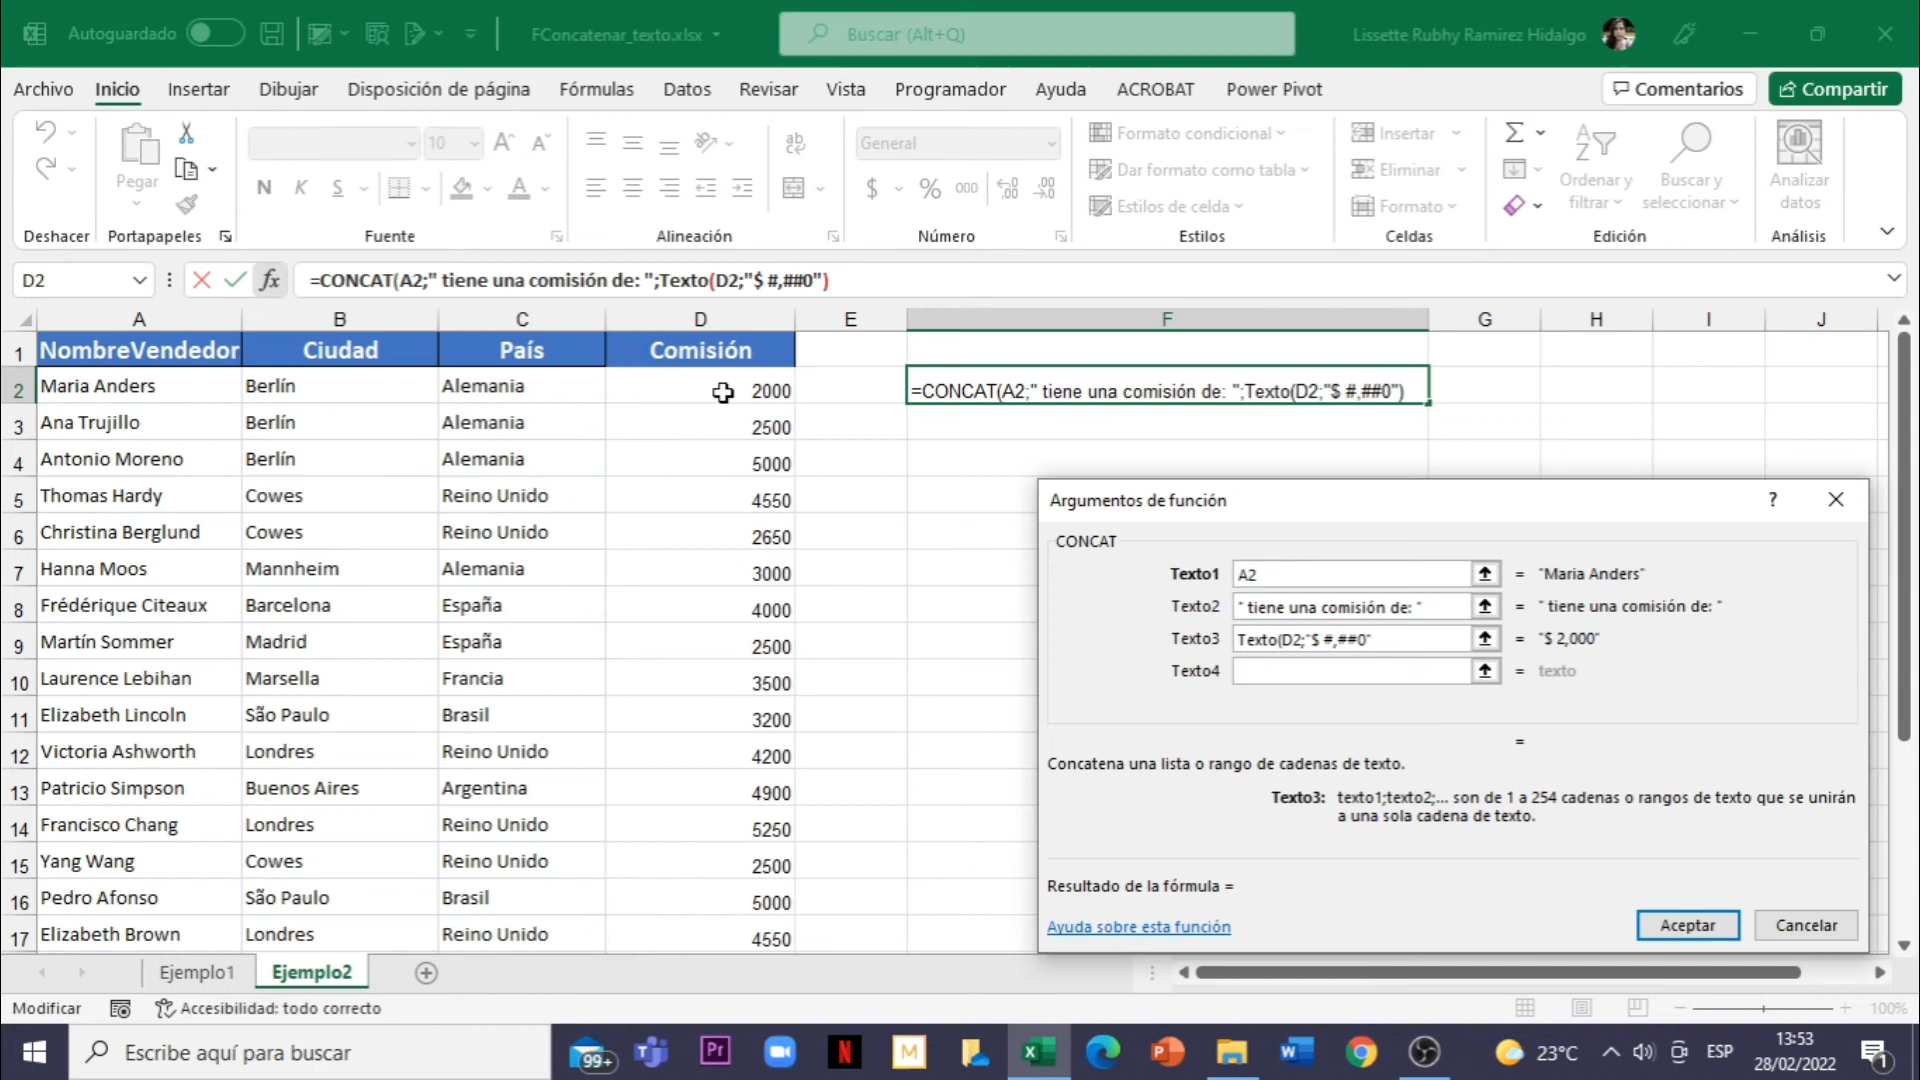 Autoguardado
FConcatenar_texto.xlsx
Buscar (Alt+Q)
Lissette Rubhy Ramirez Hidalgo
Archivo Inicio Insertar Dibujar Disposición de página Fórmulas Datos Revisar Vista Programador Ayuda ACROBAT Power Pivot
Comentarios Compartir
Pegar
10
N K S
General
$ % 000
Formato condicional
Dar formato como tabla
Estilos de celda
Insertar
Eliminar
Formato
Ordenar y filtrar
Buscar y seleccionar
Analizar datos
Deshacer Portapapeles Fuente Alineación Número Estilos Celdas Edición Análisis
D2 fx =CONCAT(A2;" tiene una comisión de: ";Texto(D2;"$ #,##0")
A B C D E F G H I J
1 NombreVendedor Ciudad País Comisión
2 Maria Anders Berlín Alemania 2000 =CONCAT(A2;" tiene una comisión de: ";Texto(D2;"$ #,##0")
3 Ana Trujillo Berlín Alemania 2500
4 Antonio Moreno Berlín Alemania 5000
5 Thomas Hardy Cowes Reino Unido 4550
6 Christina Berglund Cowes Reino Unido 2650
7 Hanna Moos Mannheim Alemania 3000
8 Frédérique Citeaux Barcelona España 4000
9 Martín Sommer Madrid España 2500
10 Laurence Lebihan Marsella Francia 3500
11 Elizabeth Lincoln São Paulo Brasil 3200
12 Victoria Ashworth Londres Reino Unido 4200
13 Patricio Simpson Buenos Aires Argentina 4900
14 Francisco Chang Londres Reino Unido 5250
15 Yang Wang Cowes Reino Unido 2500
16 Pedro Afonso São Paulo Brasil 5000
17 Elizabeth Brown Londres Reino Unido 4550
Argumentos de función ?
CONCAT
Texto1 A2 = "Maria Anders"
Texto2 " tiene una comisión de: " = " tiene una comisión de: "
Texto3 Texto(D2;"$ #,##0" = "$ 2,000"
Texto4 = texto
=
Concatena una lista o rango de cadenas de texto.
Texto3: texto1;texto2;... son de 1 a 254 cadenas o rangos de texto que se unirán
a una sola cadena de texto.
Resultado de la fórmula =
Ayuda sobre esta función
Aceptar Cancelar
Ejemplo1 Ejemplo2
Modificar Accesibilidad: todo correcto 100%
Escribe aquí para buscar
99+
23°C
ESP
13:53
28/02/2022
1